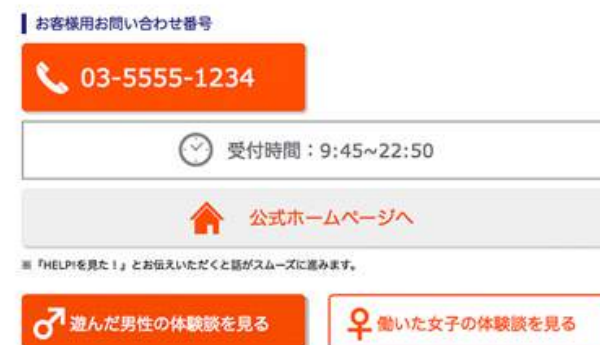 お客様用お問い合わせ番号
03-5555-1234
受付時間：9:45~22:50
公式ホームページへ
※『HELP!を見た！』とお伝えいただくと話がスムーズに進みます。
遊んだ男性の体験談を見る
働いた女子の体験談を見る